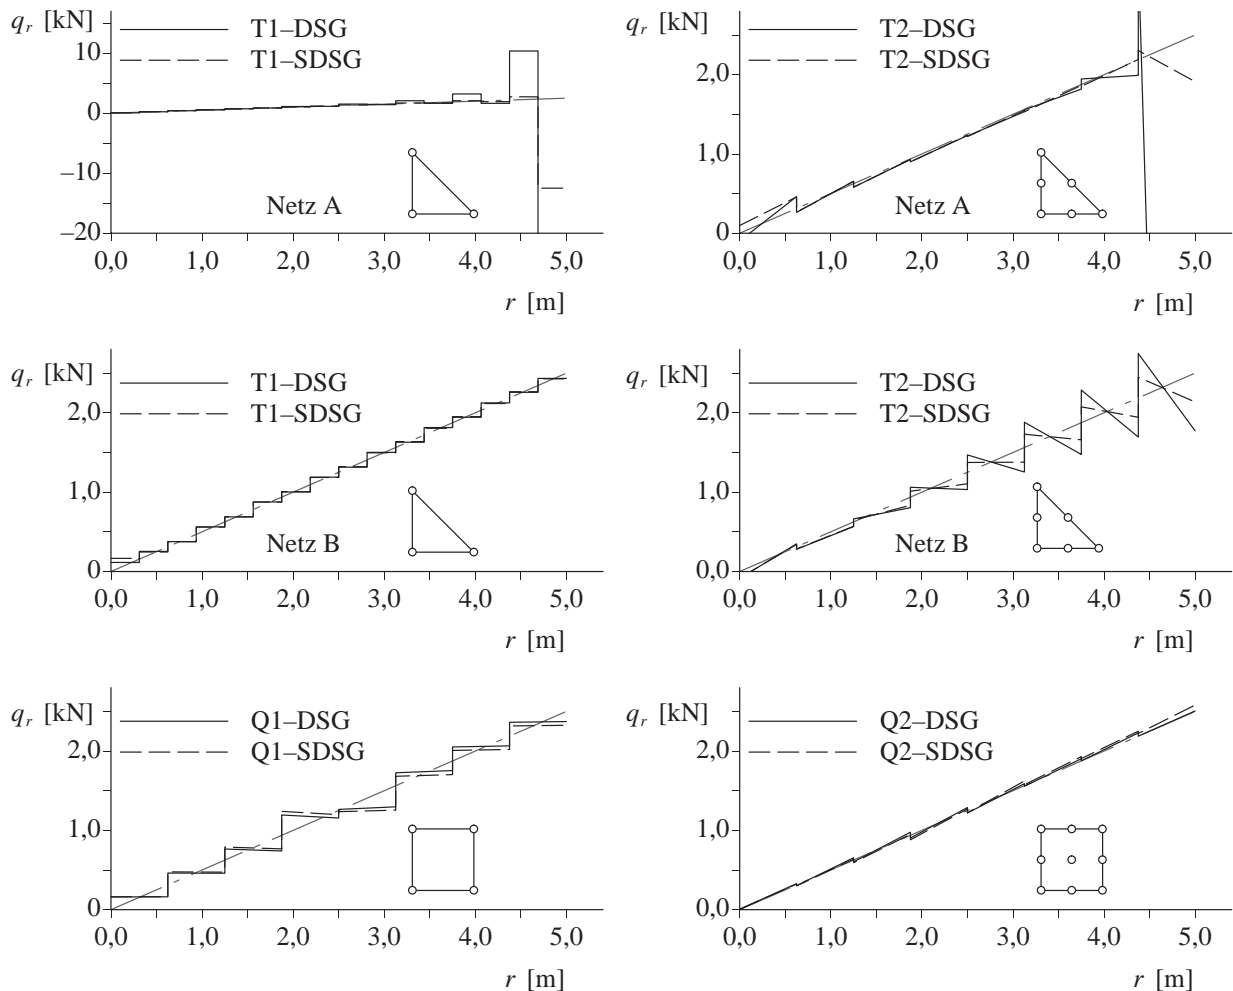 q_r [kN]
T1–DSG
T1–SDSG
10
0
–10
–20
Netz A
0,0
1,0
2,0
3,0
4,0
5,0
r [m]
q_r [kN]
T2–DSG
T2–SDSG
2,0
1,0
0
Netz A
0,0
1,0
2,0
3,0
4,0
5,0
r [m]
q_r [kN]
T1–DSG
T1–SDSG
2,0
1,0
0
Netz B
0,0
1,0
2,0
3,0
4,0
5,0
r [m]
q_r [kN]
T2–DSG
T2–SDSG
2,0
1,0
0
Netz B
0,0
1,0
2,0
3,0
4,0
5,0
r [m]
q_r [kN]
Q1–DSG
Q1–SDSG
2,0
1,0
0
0,0
1,0
2,0
3,0
4,0
5,0
r [m]
q_r [kN]
Q2–DSG
Q2–SDSG
2,0
1,0
0
0,0
1,0
2,0
3,0
4,0
5,0
r [m]